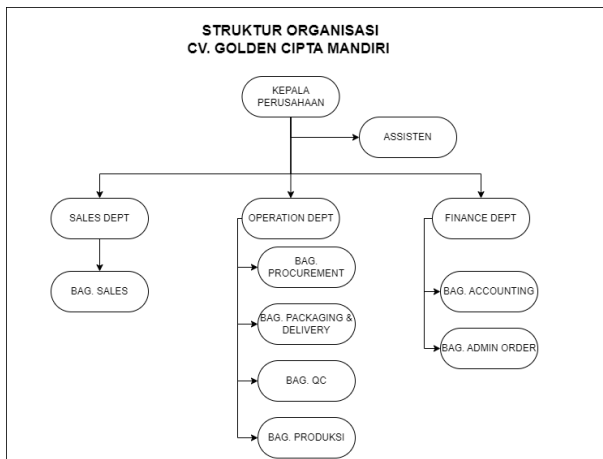 STRUKTUR ORGANISASI
CV. GOLDEN CIPTA MANDIRI
KEPALA
PERUSAHAAN
ASSISTEN
SALES DEPT
OPERATION DEPT
FINANCE DEPT
BAG. SALES
BAG.
PROCUREMENT
BAG. PACKAGING &
DELIVERY
BAG. QC
BAG. PRODUKSI
BAG. ACCOUNTING
BAG. ADMIN ORDER